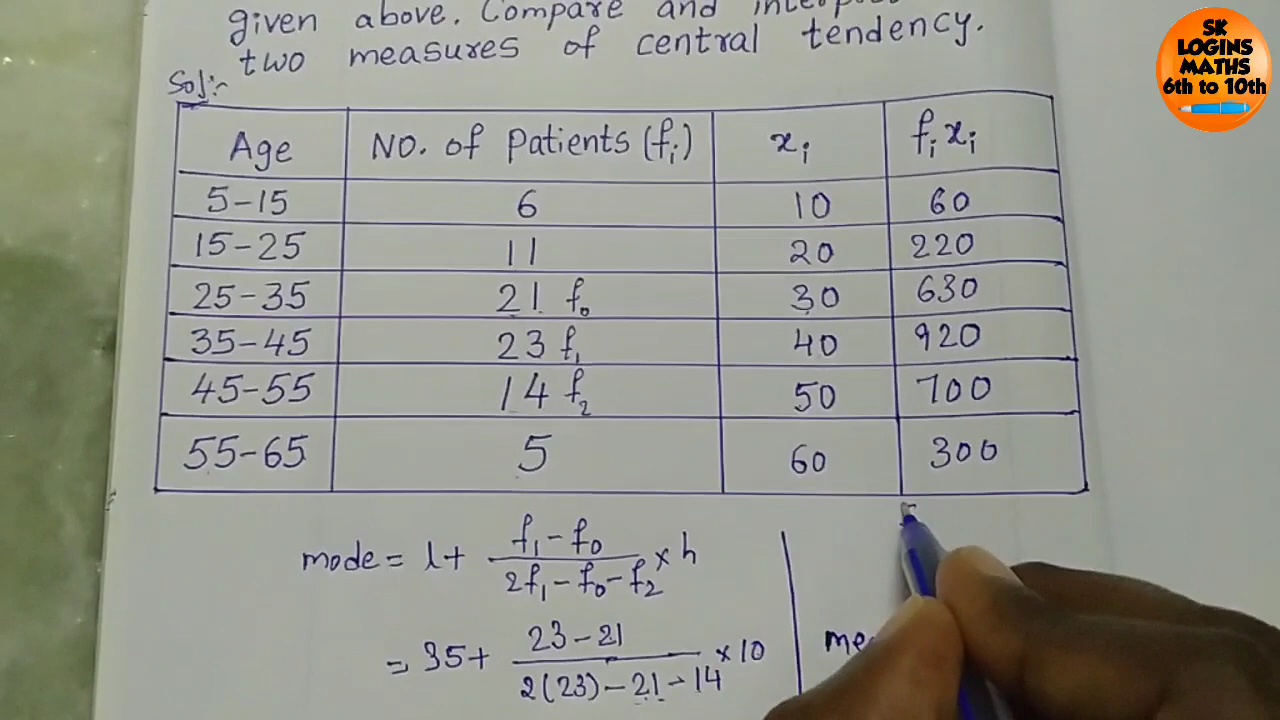 given above. Compare and
two measures of central tendency.
Sol:-
Age NO. of Patients (fᵢ) xᵢ fᵢxᵢ
5-15 6 10 60
15-25 11 20 220
25-35 21 f₀ 30 630
35-45 23 f₁ 40 920
45-55 14 f₂ 50 700
55-65 5 60 300
mode = l + (f₁ - f₀)/(2f₁ - f₀ - f₂) × h
= 35 + (23 - 21)/(2(23) - 21 - 14) × 10
SK
LOGINS
MATHS
6th to 10th